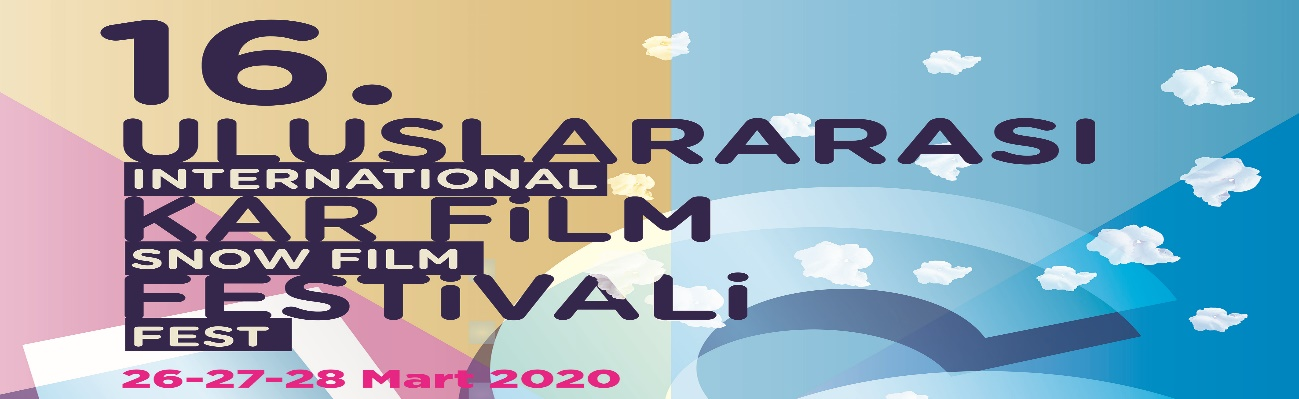 16.
ULUSLARARASI
INTERNATIONAL
KAR FiLM
SNOW FILM
FESTiVALi
FEST
26-27-28 Mart 2020